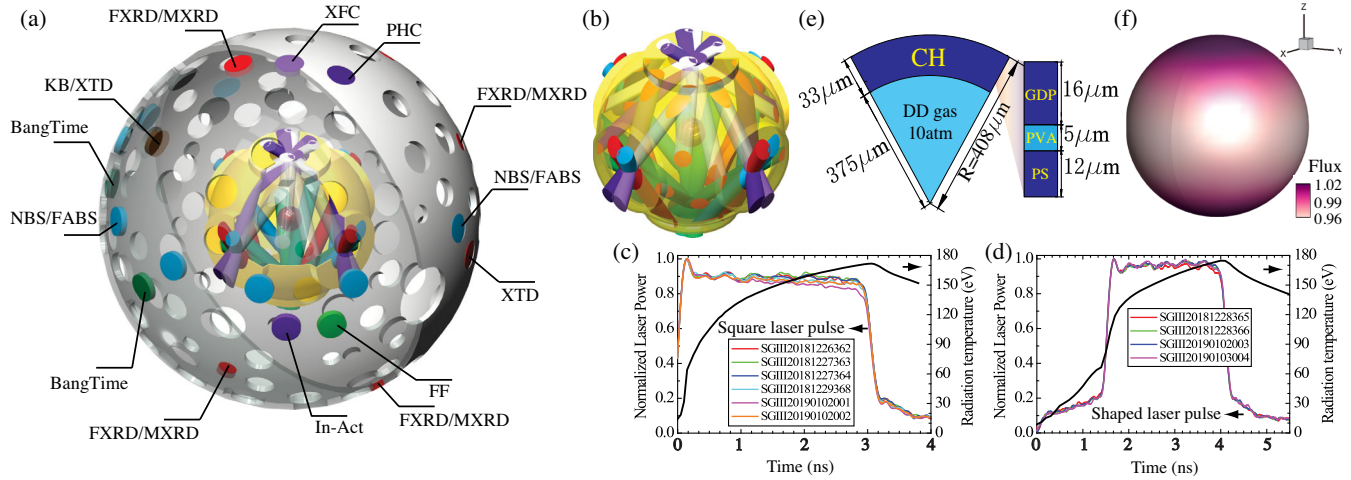 (a)
FXRD/MXRD
XFC
PHC
KB/XTD
BangTime
NBS/FABS
BangTime
FXRD/MXRD
In-Act
FF
FXRD/MXRD
XTD
NBS/FABS
FXRD/MXRD
(b)
(e)
CH
DD gas
10atm
33μm
375μm
R=408μm
GDP
PVA
PS
16μm
5μm
12μm
(f)
Z
X
Y
Flux
1.02
0.99
0.96
(c)
Normalized Laser Power
1.0
0.8
0.6
0.4
0.2
0.0
Square laser pulse
SGIII20181226362
SGIII20181227363
SGIII20181227364
SGIII20181229368
SGIII20190102001
SGIII20190102002
180
150
120
90
60
30
0
Radiation temperature (eV)
0 1 2 3 4
Time (ns)
(d)
Normalized Laser Power
1.0
0.8
0.6
0.4
0.2
0.0
SGIII20181228365
SGIII20181228366
SGIII20190102003
SGIII20190103004
Shaped laser pulse
180
150
120
90
60
30
0
Radiation temperature (eV)
0 1 2 3 4 5
Time (ns)